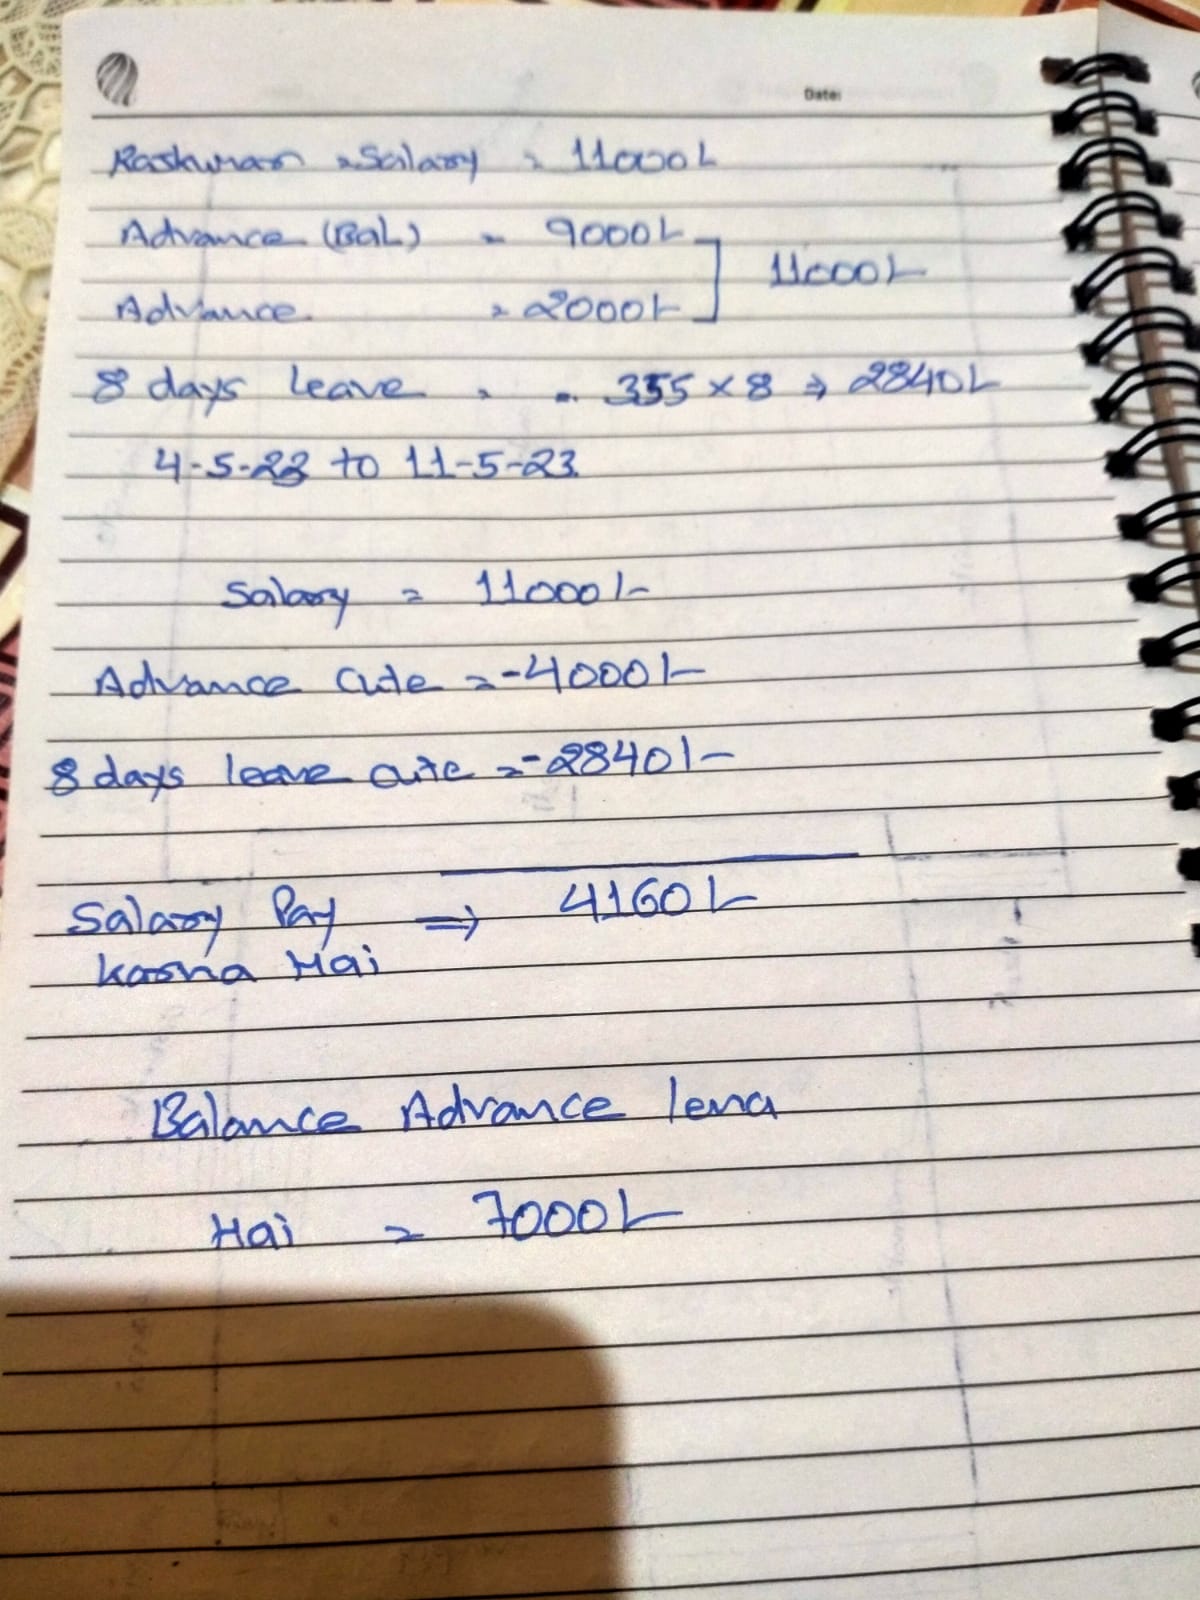 Date:
Salary = 11000/-
Advance (Bal) = 9000/-
11000/-
Advance = 2000/-
8 days leave = 355 × 8 ⇒ 2840/-
4-5-23 to 11-5-23
Salary = 11000/-
Advance cute = -4000/-
8 days leave cute = -2840/-
Salary Pay ⇒ 4160/-
karna Hai
Balance Advance lena
Hai = 7000/-